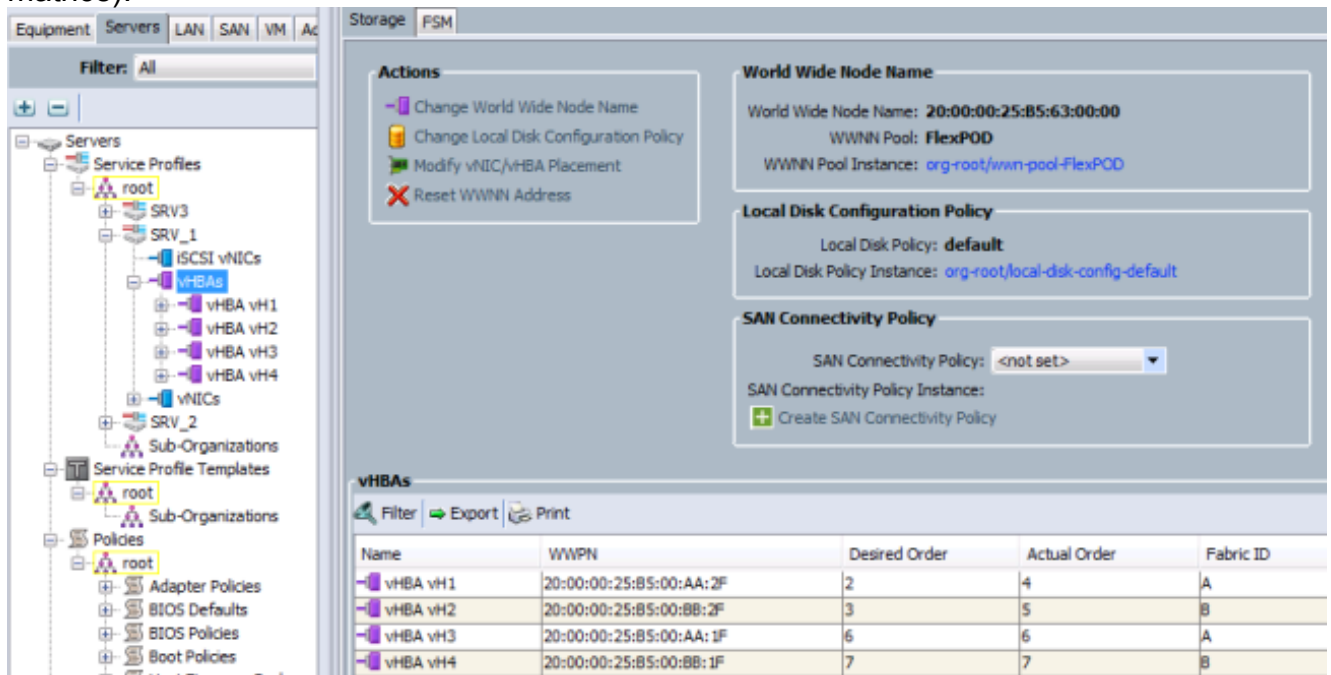 Equipment Servers LAN SAN VM Ad
Filter: All
Servers
Service Profiles
root
SRV3
SRV_1
iSCSI vNICs
vHBAs
vHBA vH1
vHBA vH2
vHBA vH3
vHBA vH4
vNICs
SRV_2
Sub-Organizations
Service Profile Templates
root
Sub-Organizations
Policies
root
Adapter Policies
BIOS Defaults
BIOS Policies
Boot Policies
Storage FSM
Actions
Change World Wide Node Name
Change Local Disk Configuration Policy
Modify vNIC/vHBA Placement
Reset WWNN Address
World Wide Node Name
World Wide Node Name: 20:00:00:25:B5:63:00:00
WWNN Pool: FlexPOD
WWNN Pool Instance: org-root/wwn-pool-FlexPOD
Local Disk Configuration Policy
Local Disk Policy: default
Local Disk Policy Instance: org-root/local-disk-config-default
SAN Connectivity Policy
SAN Connectivity Policy: <not set>
SAN Connectivity Policy Instance:
Create SAN Connectivity Policy
vHBAs
Filter Export Print
Name WWPN Desired Order Actual Order Fabric ID
vHBA vH1 20:00:00:25:B5:00:AA:2F 2 4 A
vHBA vH2 20:00:00:25:B5:00:BB:2F 3 5 B
vHBA vH3 20:00:00:25:B5:00:AA:1F 6 6 A
vHBA vH4 20:00:00:25:B5:00:BB:1F 7 7 B